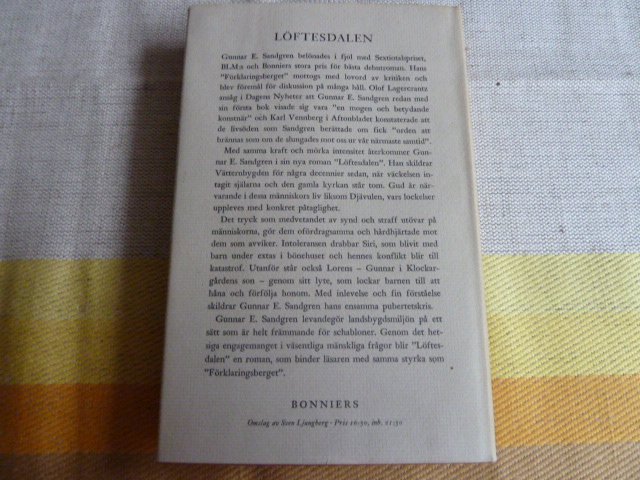 LÖFTESDALEN
Gunnar E. Sandgren belönades i fjol med Sextiotalspriset,
BLM:s och Bonniers stora pris för bästa debutroman. Hans
"Förklaringsberget" mottogs med lovord av kritiken och
blev föremål för diskussion på många håll. Olof Lagercrantz
ansåg i Dagens Nyheter att Gunnar E. Sandgren redan med
sin första bok visade sig vara "en mogen och betydande
konstnär" och Karl Vennberg i Aftonbladet konstaterade att
de livsöden som Sandgren berättade om fick "orden att
brännas som om de slungades mot oss ur vår närmaste samtid".
Med samma kraft och mörka intensitet återkommer Gun-
nar E. Sandgren i sin nya roman "Löftesdalen". Han skildrar
Vätternbygden för några decennier sedan, när väckelsen in-
tagit själarna och den gamla kyrkan står tom. Gud är när-
varande i dessa människors liv liksom Djävulen, vars lockelser
uppleves med konkret påtaglighet.
Det tryck som medvetandet av synd och straff utövar på
människorna, gör dem ofördragsamma och hårdhjärtade mot
dem som avviker. Intoleransen drabbar Siri, som blivit med
barn under extas i bönehuset och hennes konflikt blir till
katastrof. Utanför står också Lorens – Gunnar i Klockar-
gårdens son – genom sitt lyte, som lockar barnen till att
håna och förfölja honom. Med inlevelse och fin förståelse
skildrar Gunnar E. Sandgren hans ensamma pubertetskris.
Gunnar E. Sandgren levandegör landsbygdsmiljön på ett
sätt som är helt främmande för schabloner. Genom det het-
siga engagemanget i väsentliga mänskliga frågor blir "Löftes-
dalen" en roman, som binder läsaren med samma styrka som
"Förklaringsberget".
BONNIERS
Omslag av Sven Ljungberg · Pris 16:50, inb. 21:50